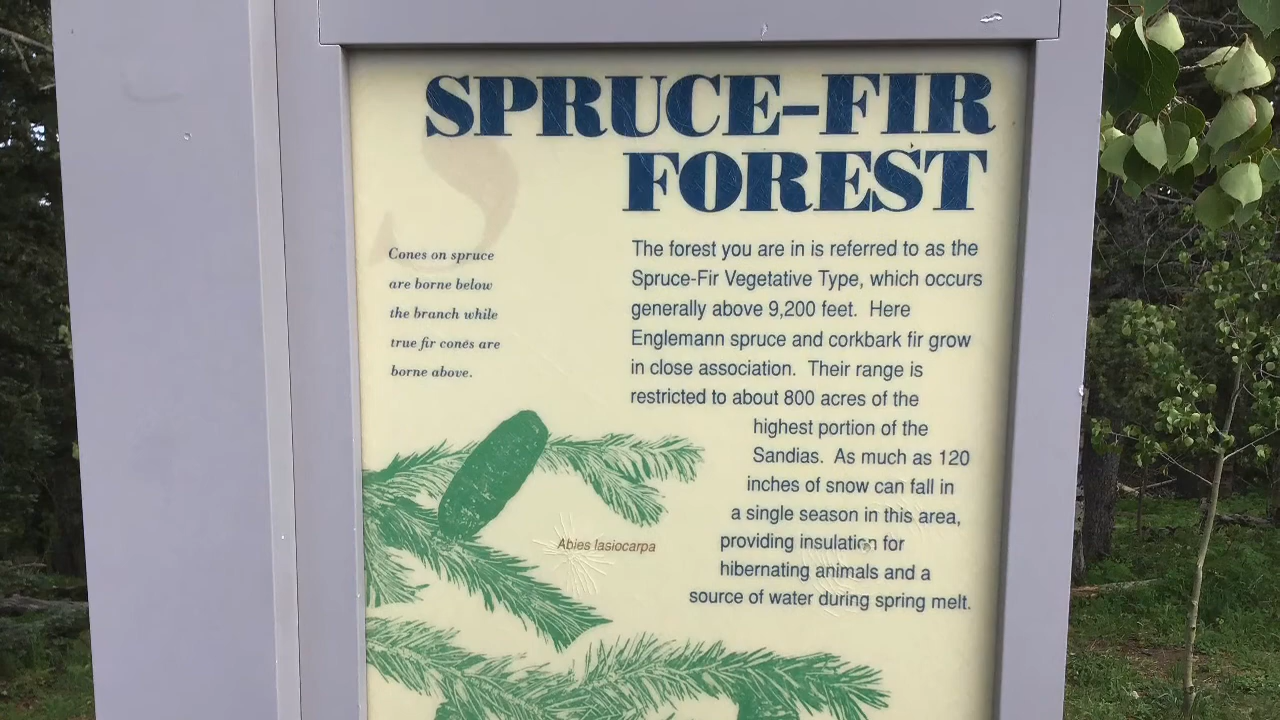 SPRUCE-FIR
FOREST
Cones on spruce
are borne below
the branch while
true fir cones are
borne above.
The forest you are in is referred to as the
Spruce-Fir Vegetative Type, which occurs
generally above 9,200 feet. Here
Englemann spruce and corkbark fir grow
in close association. Their range is
restricted to about 800 acres of the
highest portion of the
Sandias. As much as 120
inches of snow can fall in
a single season in this area,
providing insulation for
hibernating animals and a
source of water during spring melt.
Abies lasiocarpa